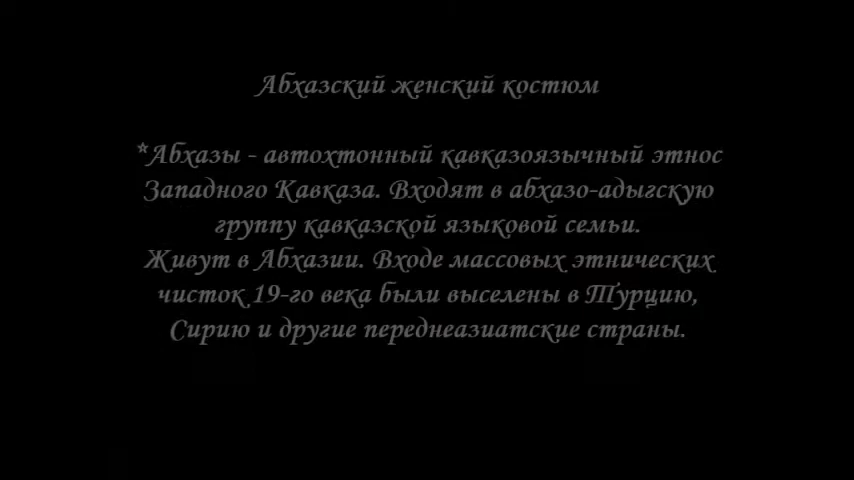 Абхазский женский костюм
*Абхазы - автохтонный кавказоязычный этнос
Западного Кавказа. Входят в абхазо-адыгскую
группу кавказской языковой семьи.
Живут в Абхазии. Входе массовых этнических
чисток 19-го века были выселены в Турцию,
Сирию и другие переднеазиатские страны.